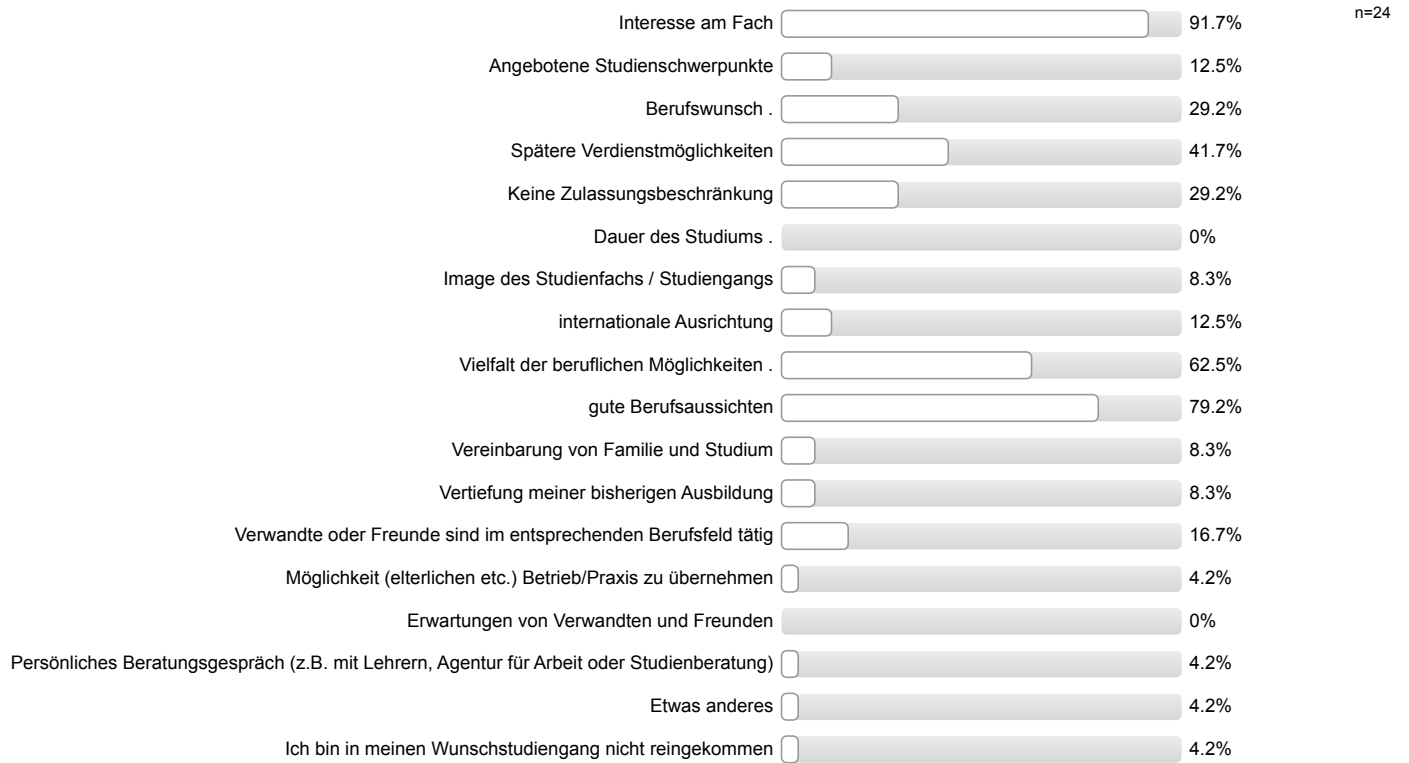 Interesse am Fach 91.7% n=24
Angebotene Studienschwerpunkte 12.5%
Berufswunsch . 29.2%
Spätere Verdienstmöglichkeiten 41.7%
Keine Zulassungsbeschränkung 29.2%
Dauer des Studiums . 0%
Image des Studienfachs / Studiengangs 8.3%
internationale Ausrichtung 12.5%
Vielfalt der beruflichen Möglichkeiten . 62.5%
gute Berufsaussichten 79.2%
Vereinbarung von Familie und Studium 8.3%
Vertiefung meiner bisherigen Ausbildung 8.3%
Verwandte oder Freunde sind im entsprechenden Berufsfeld tätig 16.7%
Möglichkeit (elterlichen etc.) Betrieb/Praxis zu übernehmen 4.2%
Erwartungen von Verwandten und Freunden 0%
Persönliches Beratungsgespräch (z.B. mit Lehrern, Agentur für Arbeit oder Studienberatung) 4.2%
Etwas anderes 4.2%
Ich bin in meinen Wunschstudiengang nicht reingekommen 4.2%